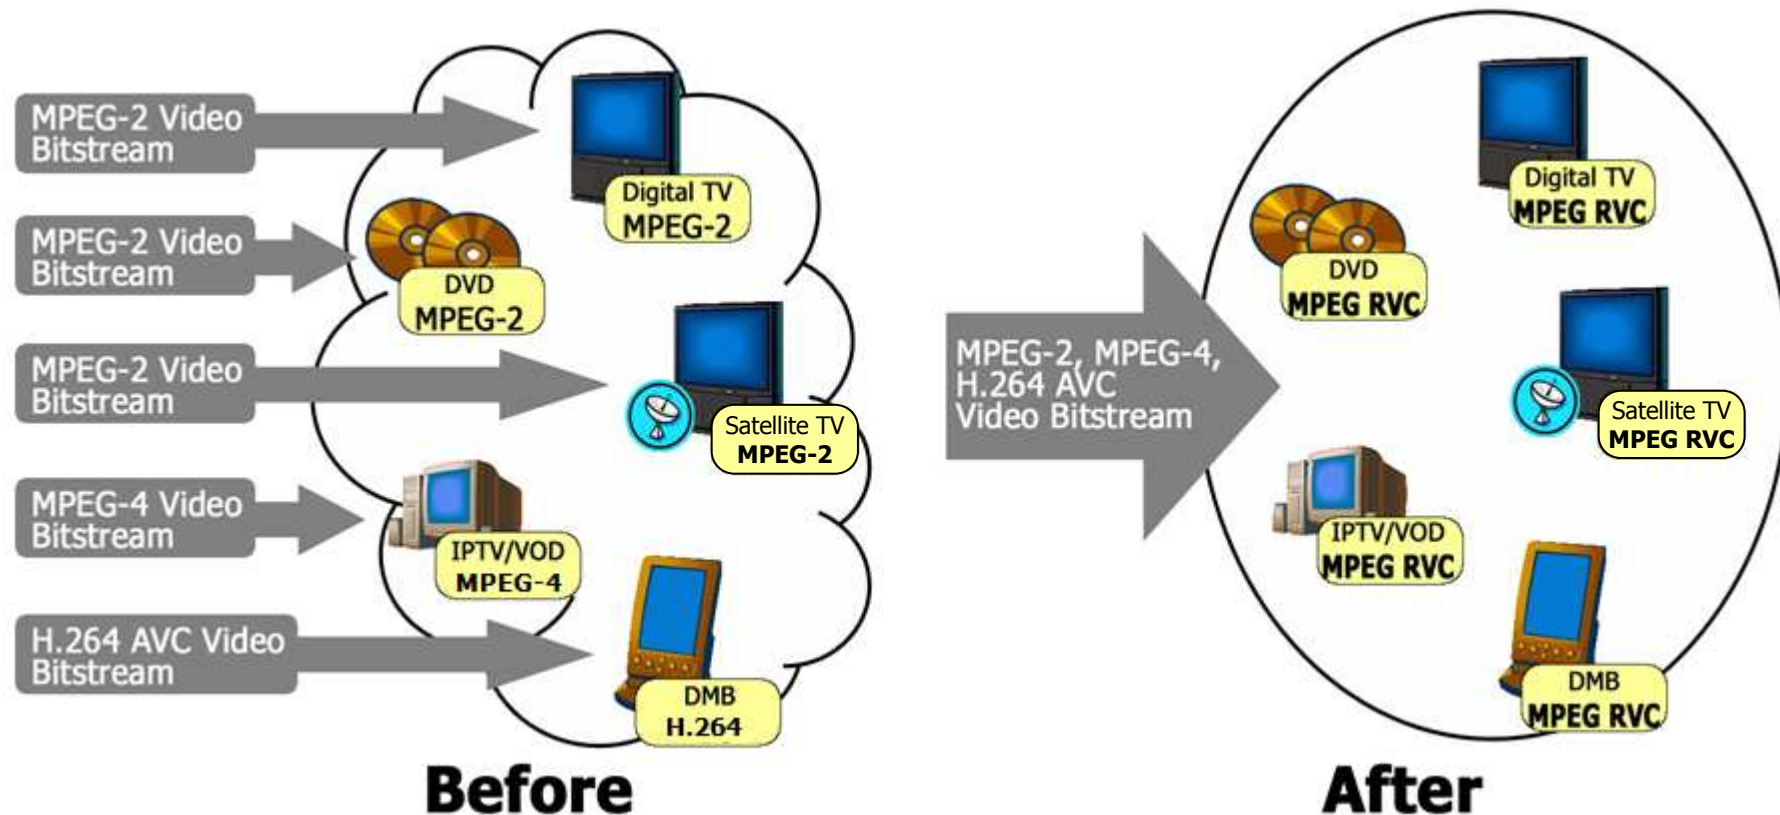 MPEG-2 Video
Bitstream
MPEG-2 Video
Bitstream
MPEG-2 Video
Bitstream
MPEG-4 Video
Bitstream
H.264 AVC Video
Bitstream
Digital TV
MPEG-2
DVD
MPEG-2
Satellite TV
MPEG-2
IPTV/VOD
MPEG-4
DMB
H.264
Before
MPEG-2, MPEG-4,
H.264 AVC
Video Bitstream
Digital TV
MPEG RVC
DVD
MPEG RVC
Satellite TV
MPEG RVC
IPTV/VOD
MPEG RVC
DMB
MPEG RVC
After